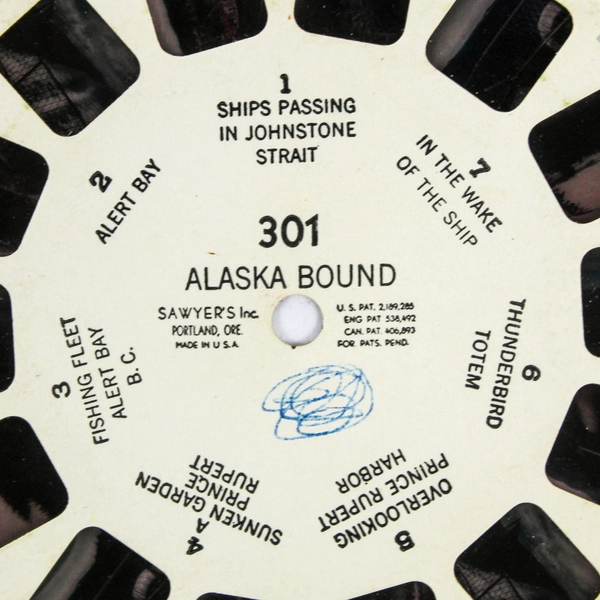 1
SHIPS PASSING
IN JOHNSTONE
STRAIT
2
ALERT BAY
3
FISHING FLEET
ALERT BAY
B. C.
4
A
SUNKEN GARDEN
PRINCE
RUPERT
5
OVERLOOKING
PRINCE RUPERT
HARBOR
6
THUNDERBIRD
TOTEM
7
IN THE WAKE
OF THE SHIP
301
ALASKA BOUND
SAWYER'S Inc.
PORTLAND, ORE.
MADE IN U.S.A.
U.S. PAT. 2,189,285
ENG PAT 538,492
CAN. PAT. 406,893
FOR. PATS. PEND.